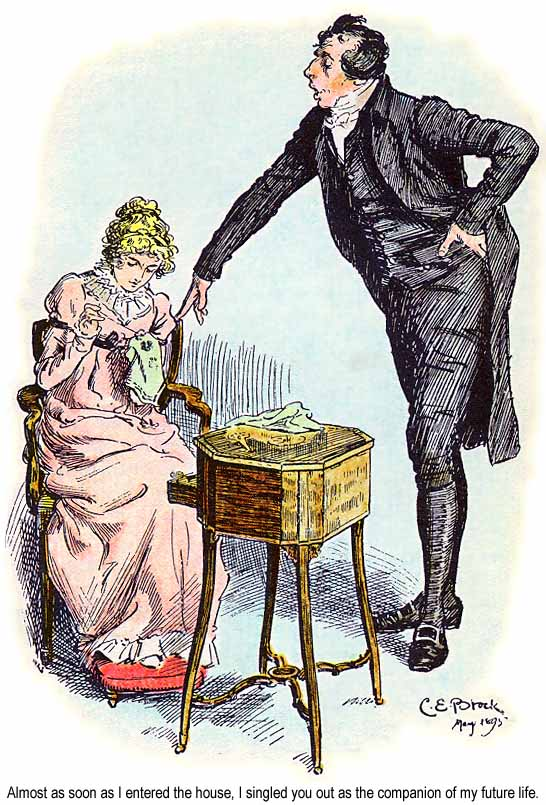 C. E. Brock.
May 1895.
Almost as soon as I entered the house, I singled you out as the companion of my future life.